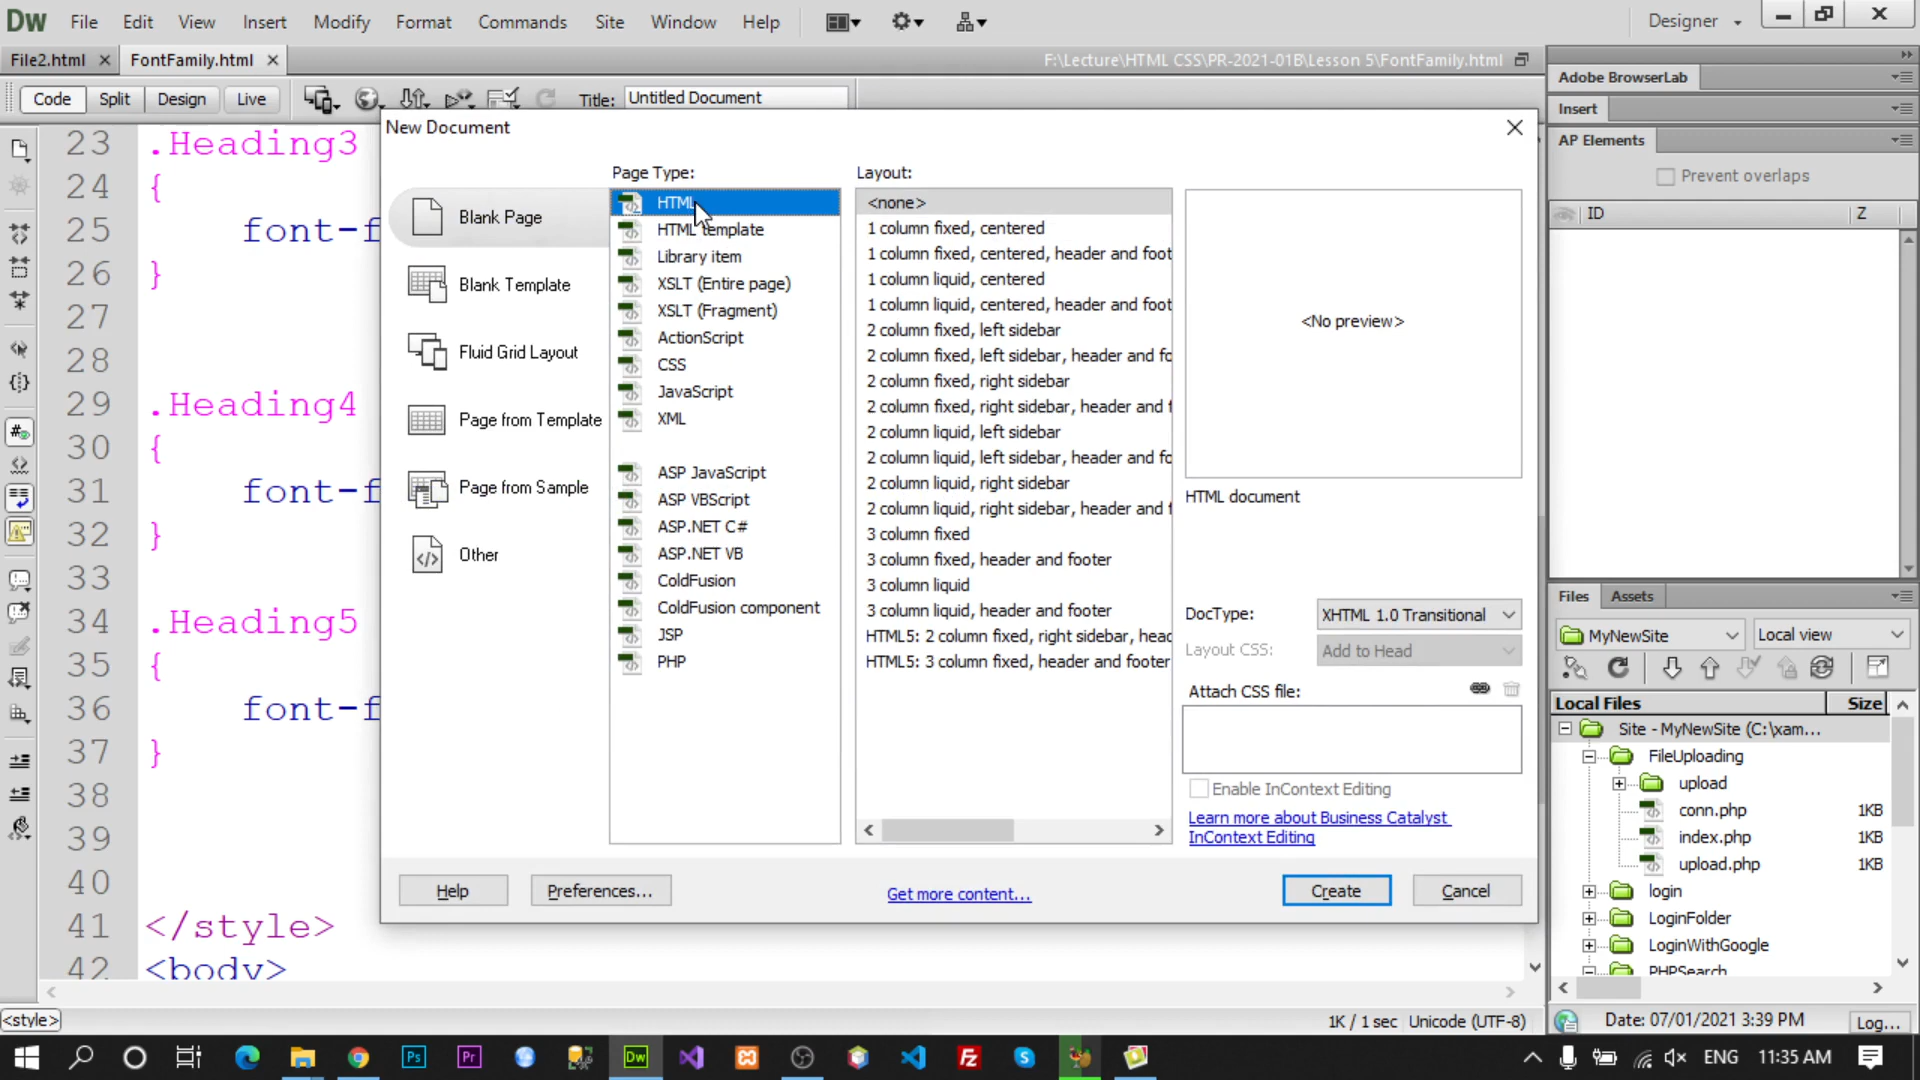 Dw File Edit View Insert Modify Format Commands Site Window Help Designer
File2.html FontFamily.html F:\Lecture\HTML CSS\PR-2021-01B\Lesson 5\FontFamily.html
Code Split Design Live Title: Untitled Document
23 .Heading3
24 {
25 font-f
26 }
27
28
29 .Heading4
30 {
31 font-f
32 }
33
34 .Heading5
35 {
36 font-f
37 }
38
39
40
41 </style>
42 <body>
<style>
1K / 1 sec Unicode (UTF-8)
New Document
Blank Page
Blank Template
Fluid Grid Layout
Page from Template
Page from Sample
Other
Page Type:
HTML
HTML template
Library item
XSLT (Entire page)
XSLT (Fragment)
ActionScript
CSS
JavaScript
XML
ASP JavaScript
ASP VBScript
ASP.NET C#
ASP.NET VB
ColdFusion
ColdFusion component
JSP
PHP
Layout:
<none>
1 column fixed, centered
1 column fixed, centered, header and foot
1 column liquid, centered
1 column liquid, centered, header and foot
2 column fixed, left sidebar
2 column fixed, left sidebar, header and fo
2 column fixed, right sidebar
2 column fixed, right sidebar, header and f
2 column liquid, left sidebar
2 column liquid, left sidebar, header and fo
2 column liquid, right sidebar
2 column liquid, right sidebar, header and f
3 column fixed
3 column fixed, header and footer
3 column liquid
3 column liquid, header and footer
HTML5: 2 column fixed, right sidebar, head
HTML5: 3 column fixed, header and footer
<No preview>
HTML document
DocType: XHTML 1.0 Transitional
Layout CSS: Add to Head
Attach CSS file:
Enable InContext Editing
Learn more about Business Catalyst
InContext Editing
Help Preferences... Get more content... Create Cancel
Adobe BrowserLab
Insert
AP Elements
Prevent overlaps
ID Z
Files Assets
MyNewSite Local view
Local Files Size
Site - MyNewSite (C:\xam...
FileUploading
upload
conn.php 1KB
index.php 1KB
upload.php 1KB
login
LoginFolder
LoginWithGoogle
PHPSearch
Date: 07/01/2021 3:39 PM Log...
Ps Pr Dw Fz S ENG 11:35 AM